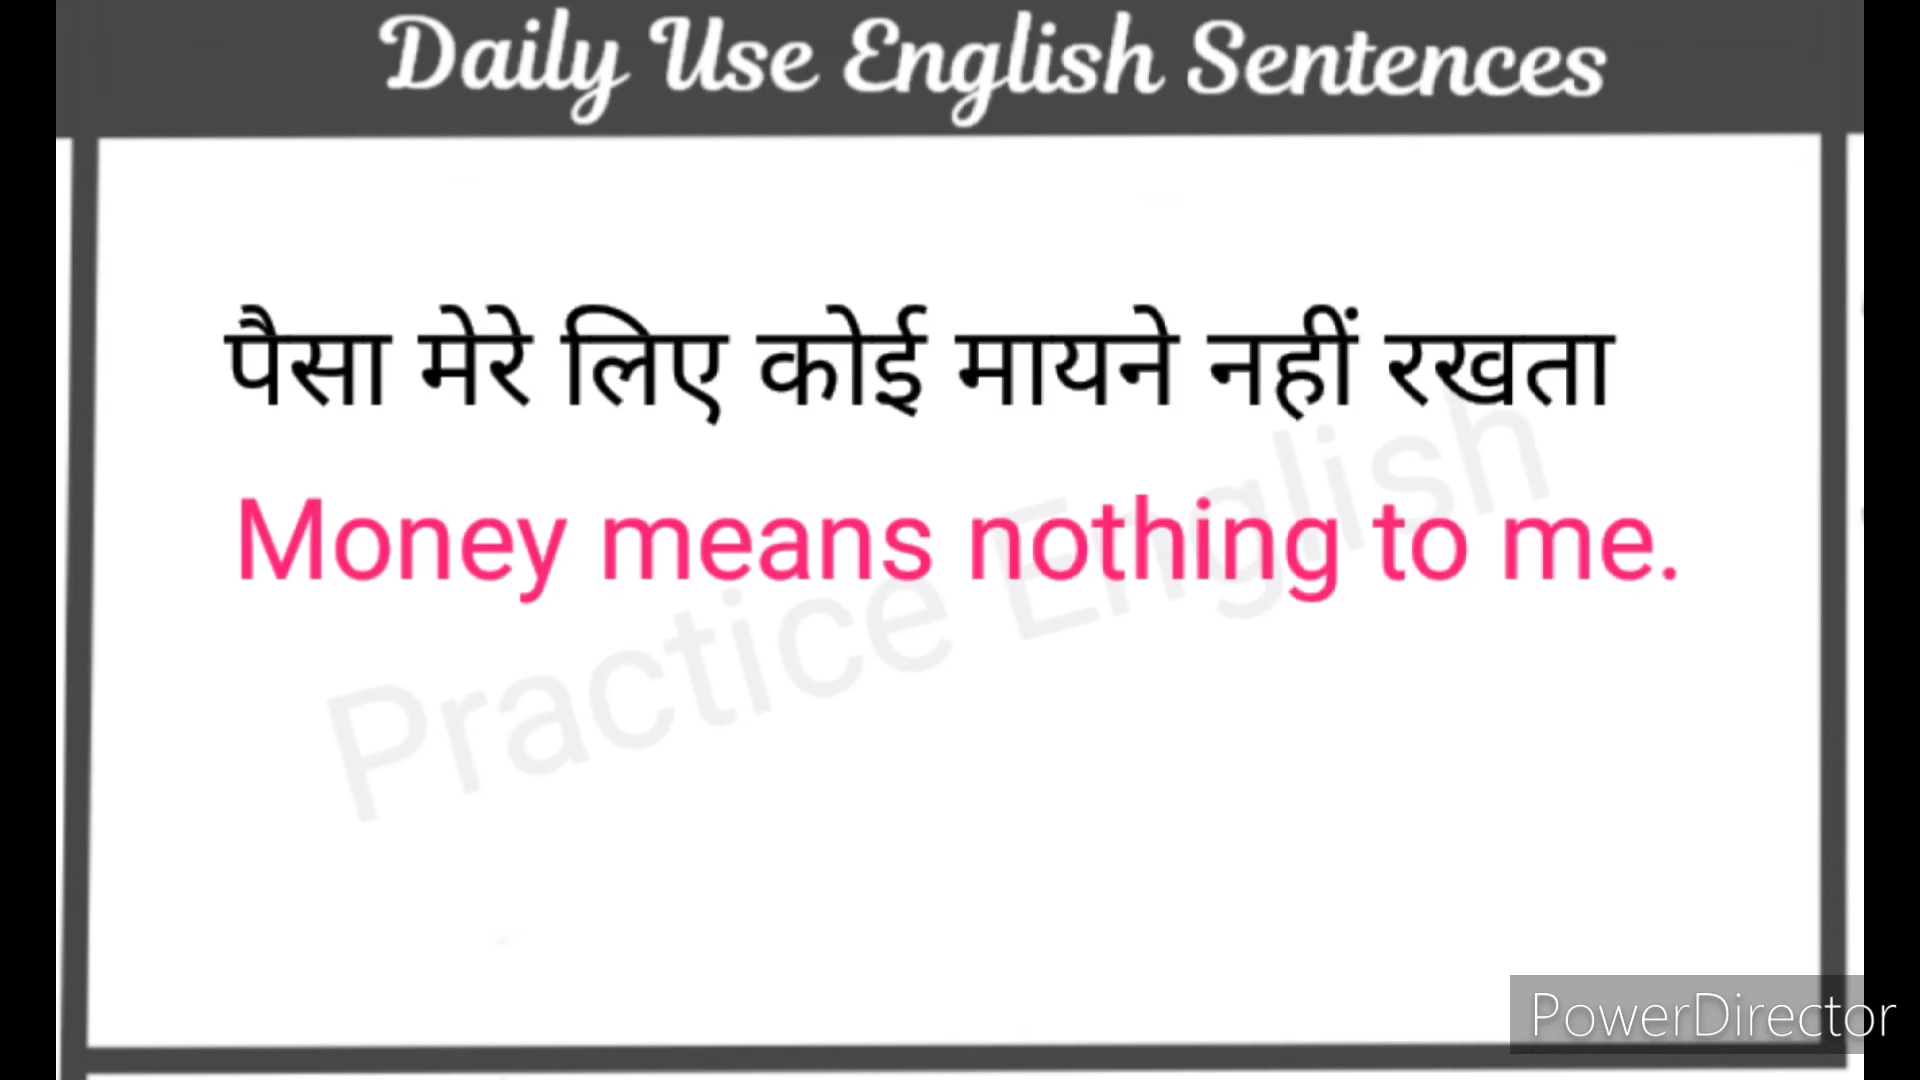 Daily Use English Sentences
पैसा मेरे लिए कोई मायने नहीं रखता
Money means nothing to me.
Practice English
PowerDirector